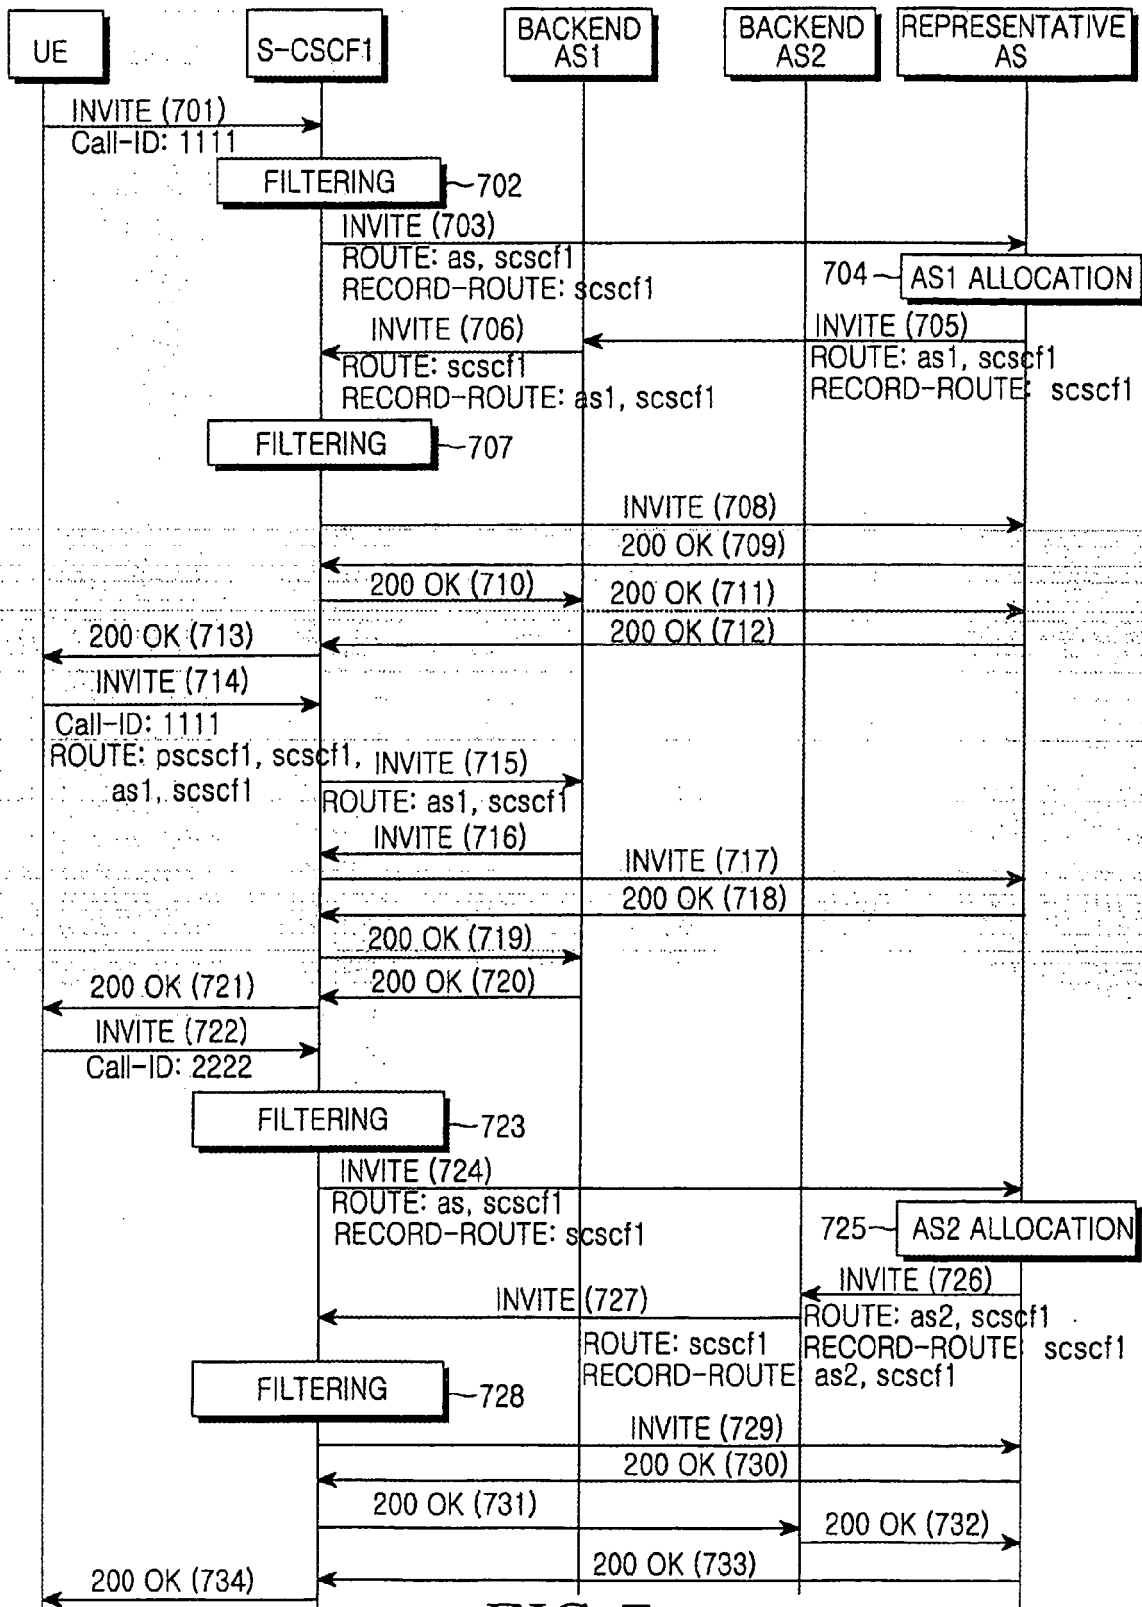 UE
S-CSCF1
BACKEND
AS1
BACKEND
AS2
REPRESENTATIVE
AS
INVITE (701)
Call-ID: 1111
FILTERING
702
INVITE (703)
ROUTE: as, scscf1
RECORD-ROUTE: scscf1
704
AS1 ALLOCATION
INVITE (705)
ROUTE: as1, scscf1
RECORD-ROUTE: scscf1
INVITE (706)
ROUTE: scscf1
RECORD-ROUTE: as1, scscf1
FILTERING
707
INVITE (708)
200 OK (709)
200 OK (710)
200 OK (711)
200 OK (712)
200 OK (713)
INVITE (714)
Call-ID: 1111
ROUTE: pscscf1, scscf1,
as1, scscf1
INVITE (715)
ROUTE: as1, scscf1
INVITE (716)
INVITE (717)
200 OK (718)
200 OK (719)
200 OK (720)
200 OK (721)
INVITE (722)
Call-ID: 2222
FILTERING
723
INVITE (724)
ROUTE: as, scscf1
RECORD-ROUTE: scscf1
725
AS2 ALLOCATION
INVITE (726)
ROUTE: as2, scscf1
RECORD-ROUTE: scscf1
INVITE (727)
ROUTE: scscf1
RECORD-ROUTE as2, scscf1
FILTERING
728
INVITE (729)
200 OK (730)
200 OK (731)
200 OK (732)
200 OK (733)
200 OK (734)